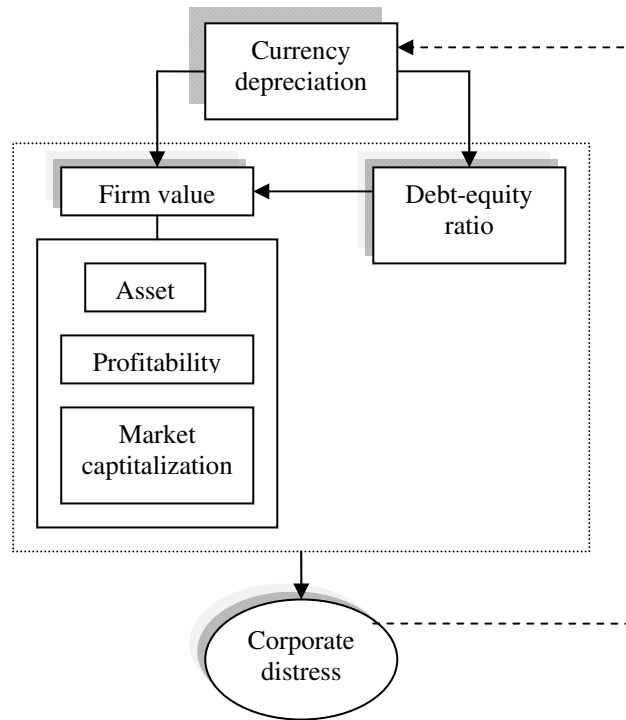 Currency
depreciation
Firm value
Debt-equity
ratio
Asset
Profitability
Market
captitalization
Corporate
distress